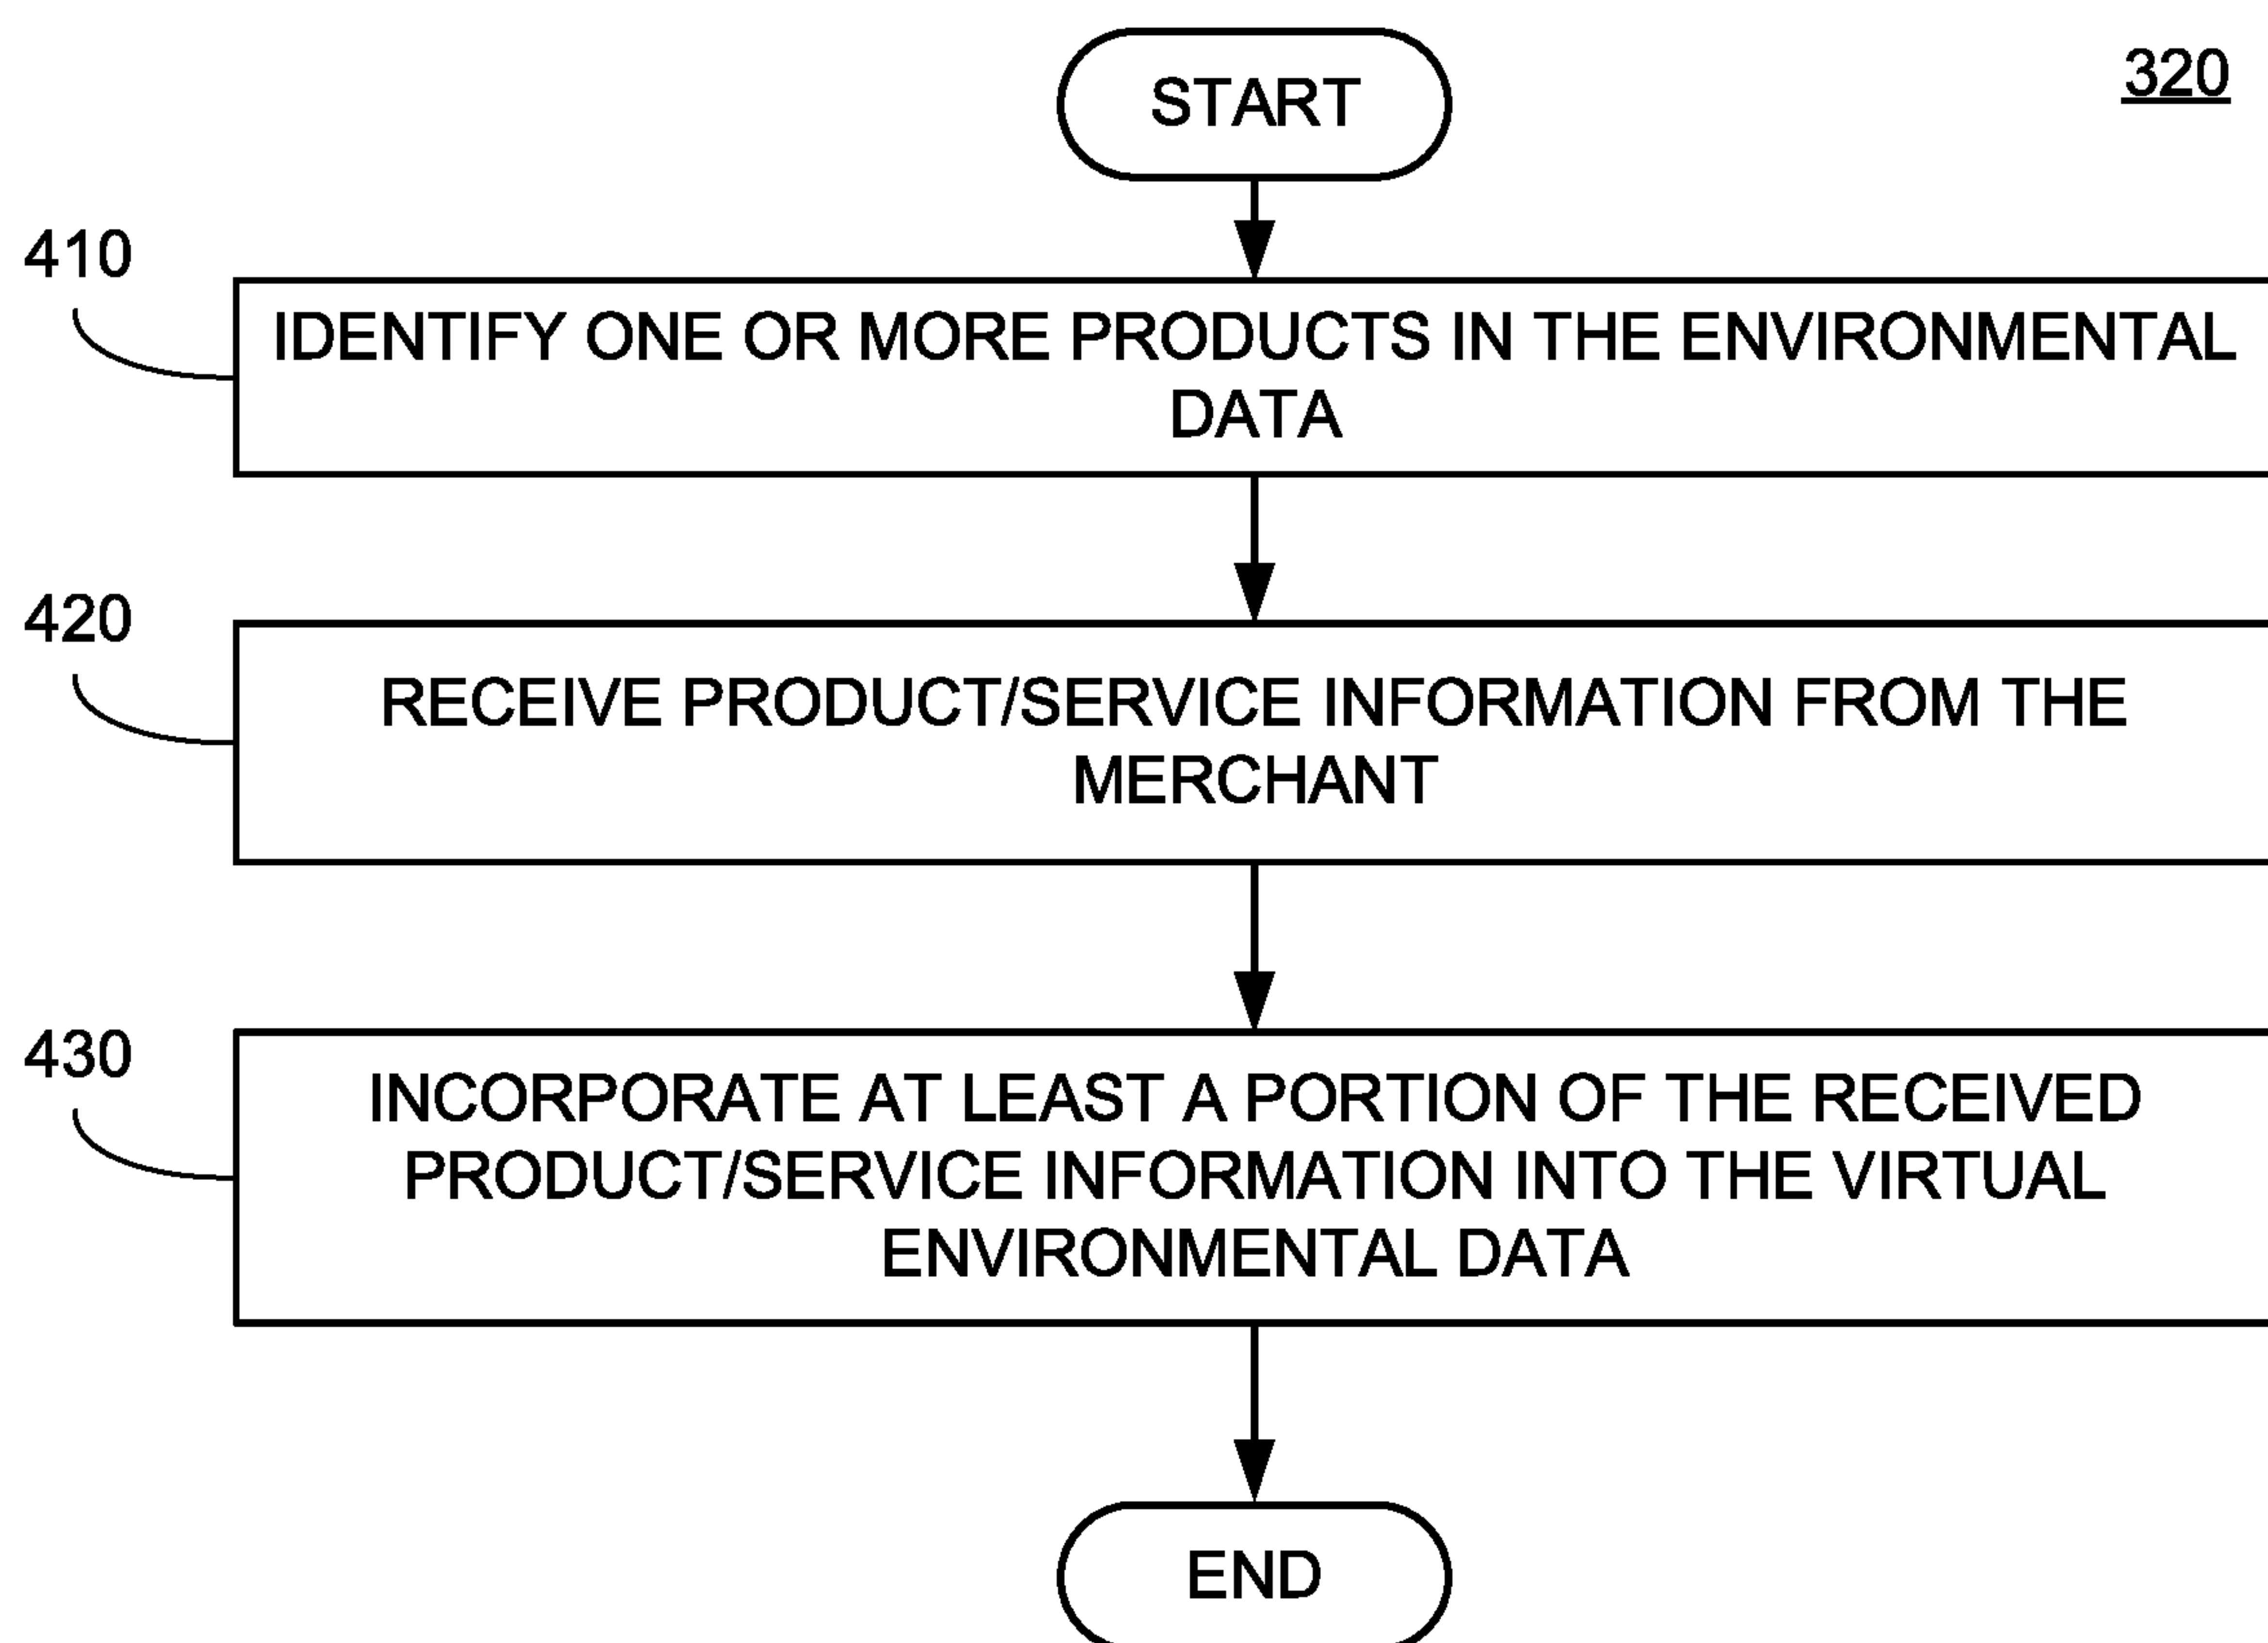 START
320
410
IDENTIFY ONE OR MORE PRODUCTS IN THE ENVIRONMENTAL
DATA
420
RECEIVE PRODUCT/SERVICE INFORMATION FROM THE
MERCHANT
430
INCORPORATE AT LEAST A PORTION OF THE RECEIVED
PRODUCT/SERVICE INFORMATION INTO THE VIRTUAL
ENVIRONMENTAL DATA
END